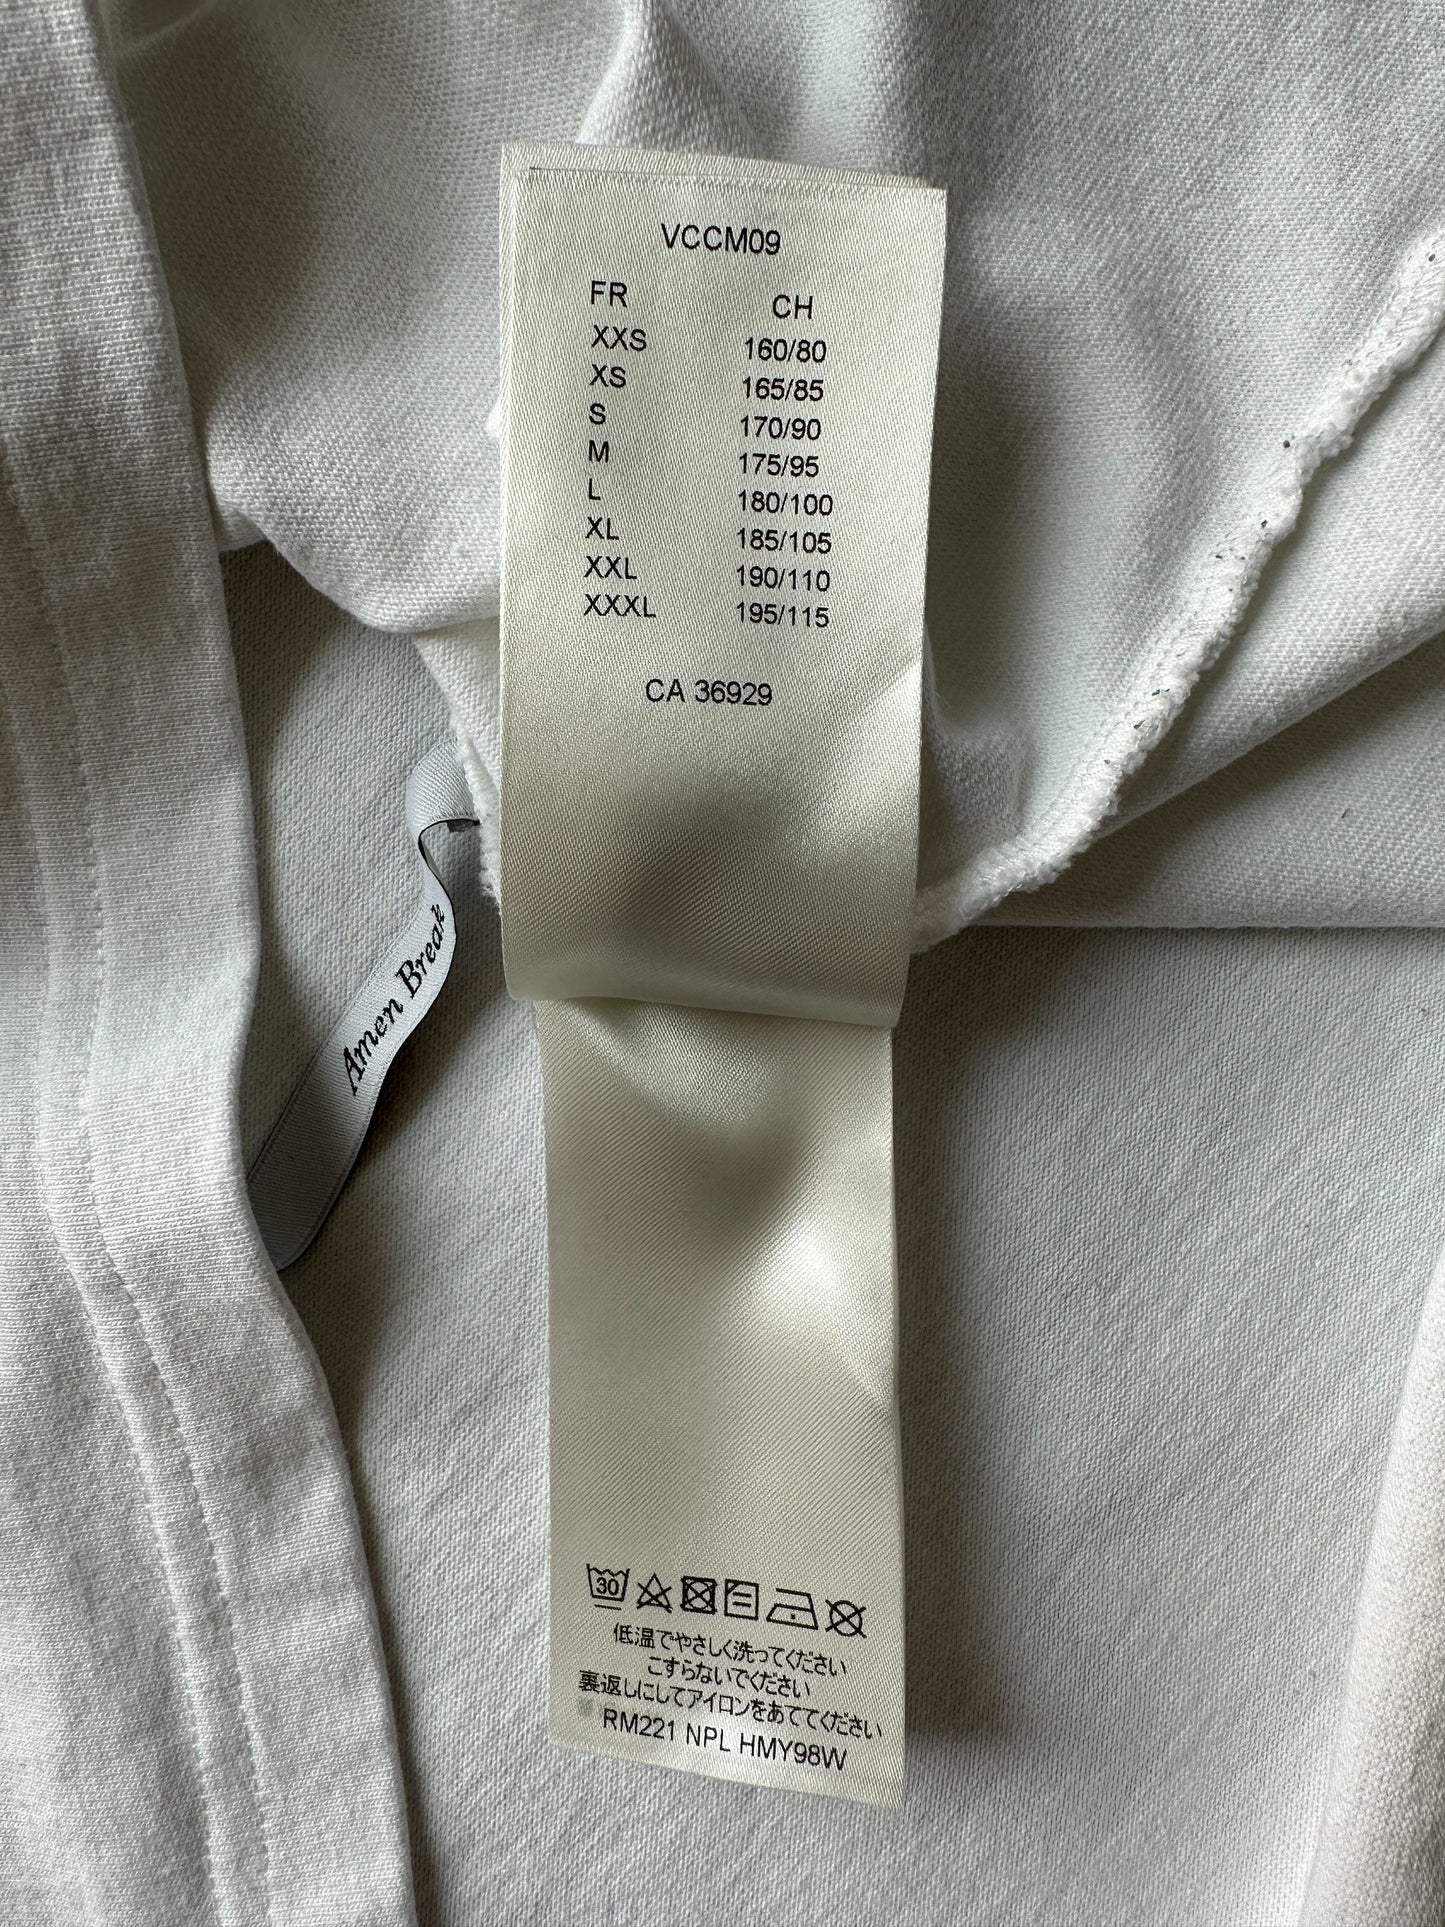 VCCM09
FR CH
XXS 160/80
XS 165/85
S 170/90
M 175/95
L 180/100
XL 185/105
XXL 190/110
XXXL 195/115
CA 36929
Amen Break
30
低温でやさしく洗ってください
こすらないでください
裏返しにしてアイロンをあててください
RM221 NPL HMY98W